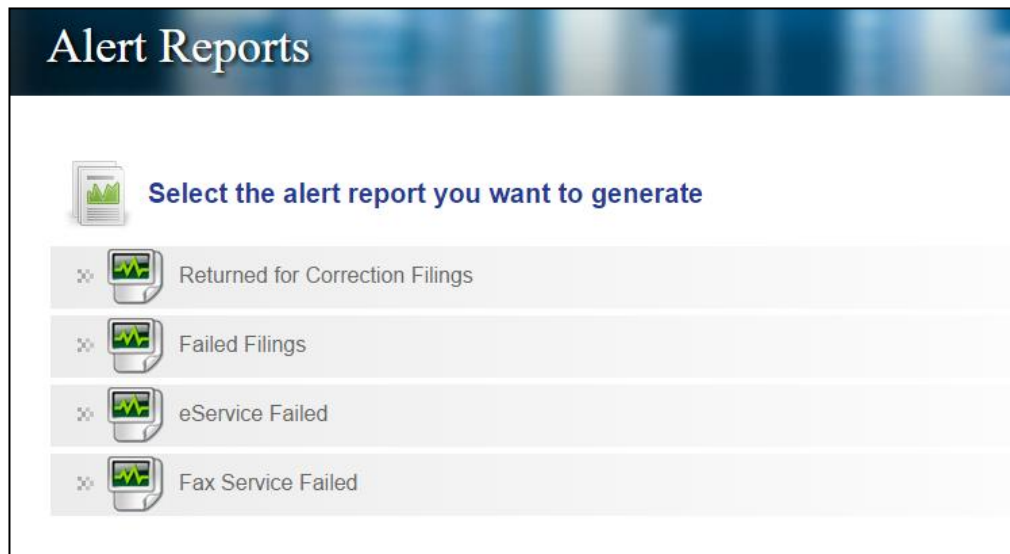 Alert Reports
Select the alert report you want to generate
Returned for Correction Filings
Failed Filings
eService Failed
Fax Service Failed